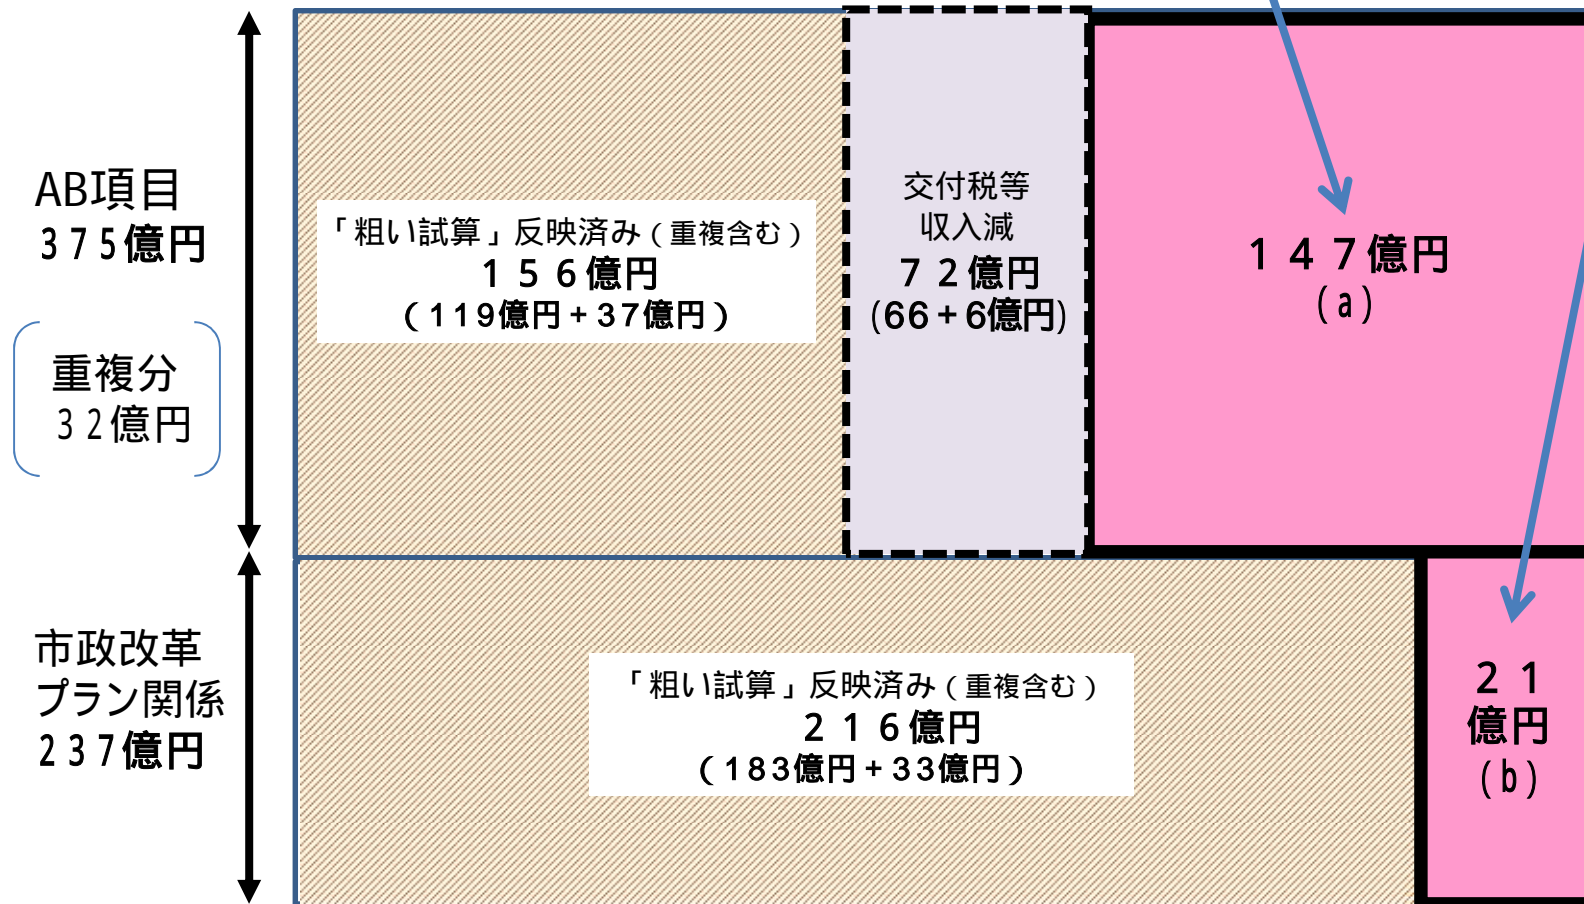 AB項目
375億円
重複分
32億円
「粗い試算」反映済み（重複含む）
156億円
（119億円+37億円）
交付税等
収入減
72億円
(66+6億円)
147億円
(a)
市政改革
プラン関係
237億円
「粗い試算」反映済み（重複含む）
216億円
（183億円+33億円）
21
億円
(b)